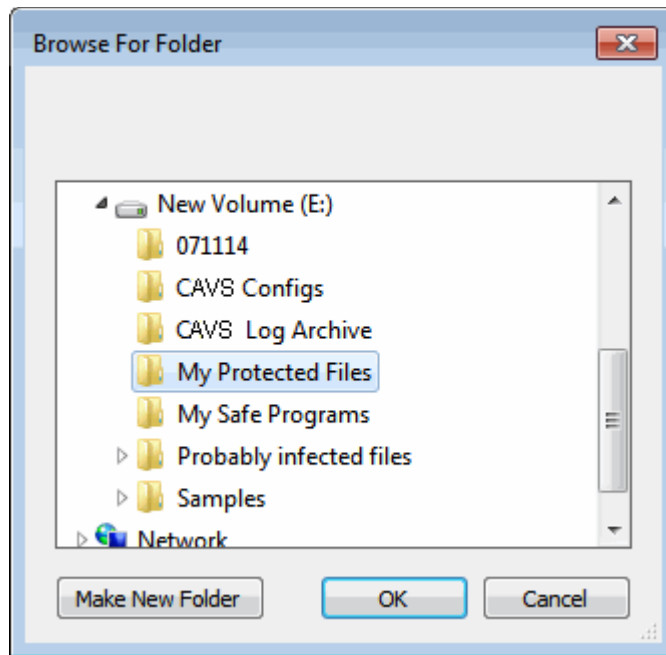 Browse For Folder
New Volume (E:)
071114
CAVS Configs
CAVS Log Archive
My Protected Files
My Safe Programs
Probably infected files
Samples
Network
Make New Folder OK Cancel